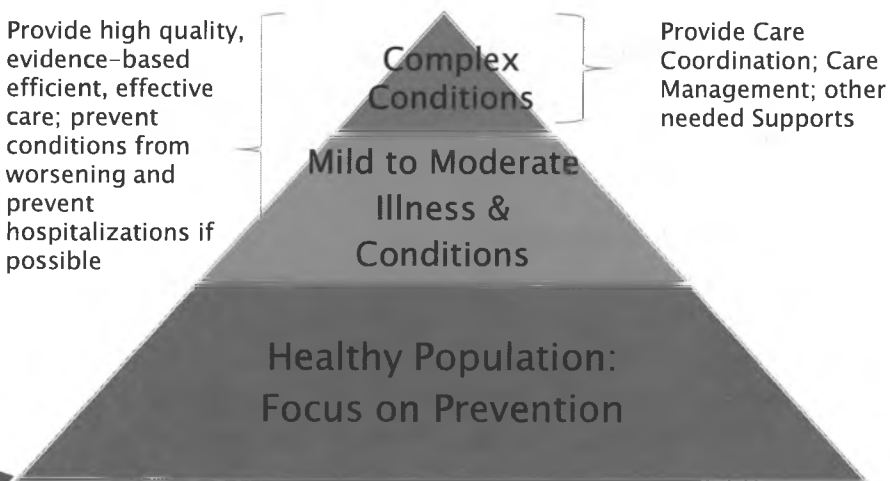 Provide high quality,
evidence-based
efficient, effective
care; prevent
conditions from
worsening and
prevent
hospitalizations if
possible
Complex
Conditions
Provide Care
Coordination; Care
Management; other
needed Supports
Mild to Moderate
Illness &
Conditions
Healthy Population:
Focus on Prevention